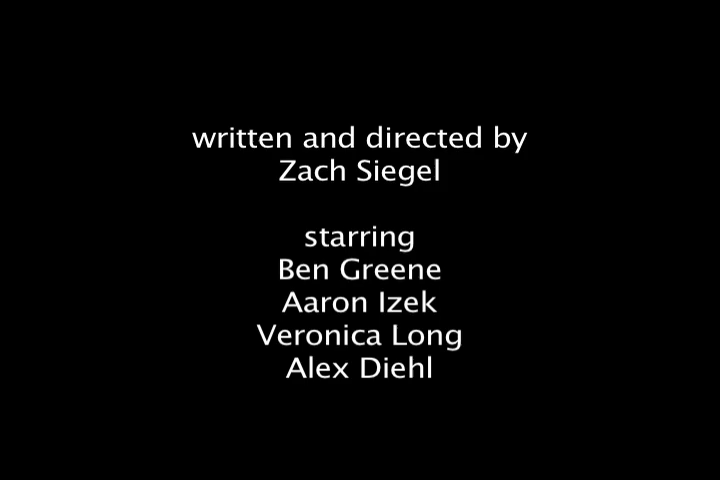 written and directed by
Zach Siegel
starring
Ben Greene
Aaron Izek
Veronica Long
Alex Diehl